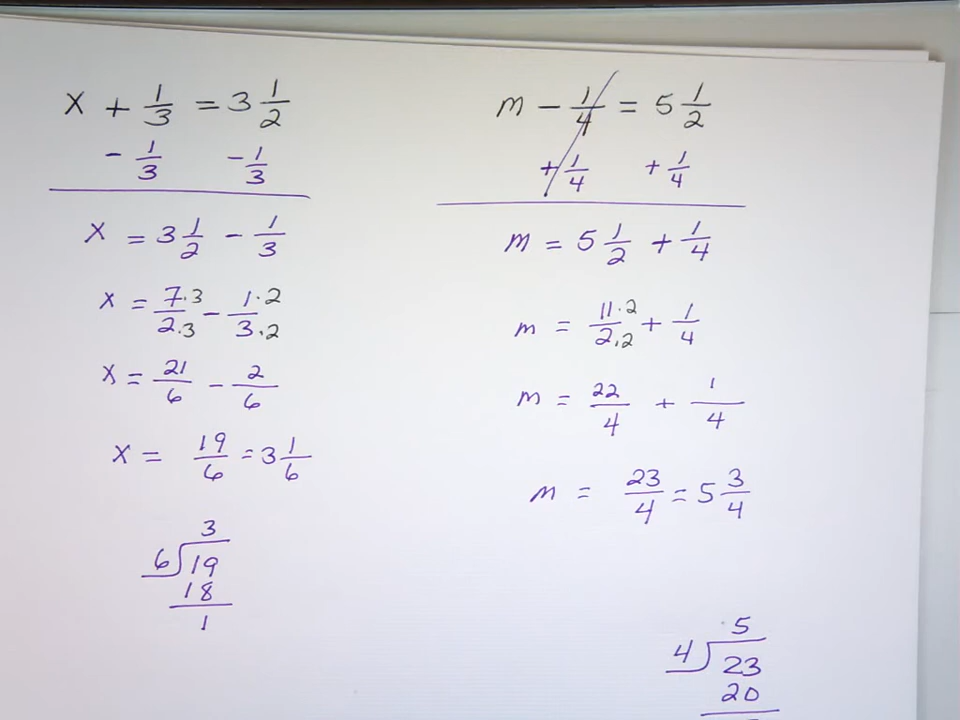 x + 1/3 = 3 1/2
- 1/3 - 1/3
x = 3 1/2 - 1/3
x = 7·3/2·3 - 1·2/3·2
x = 21/6 - 2/6
x = 19/6 = 3 1/6
3
6)19
18
1
m - 1/4 = 5 1/2
+ 1/4 + 1/4
m = 5 1/2 + 1/4
m = 11·2/2·2 + 1/4
m = 22/4 + 1/4
m = 23/4 = 5 3/4
5
4)23
20